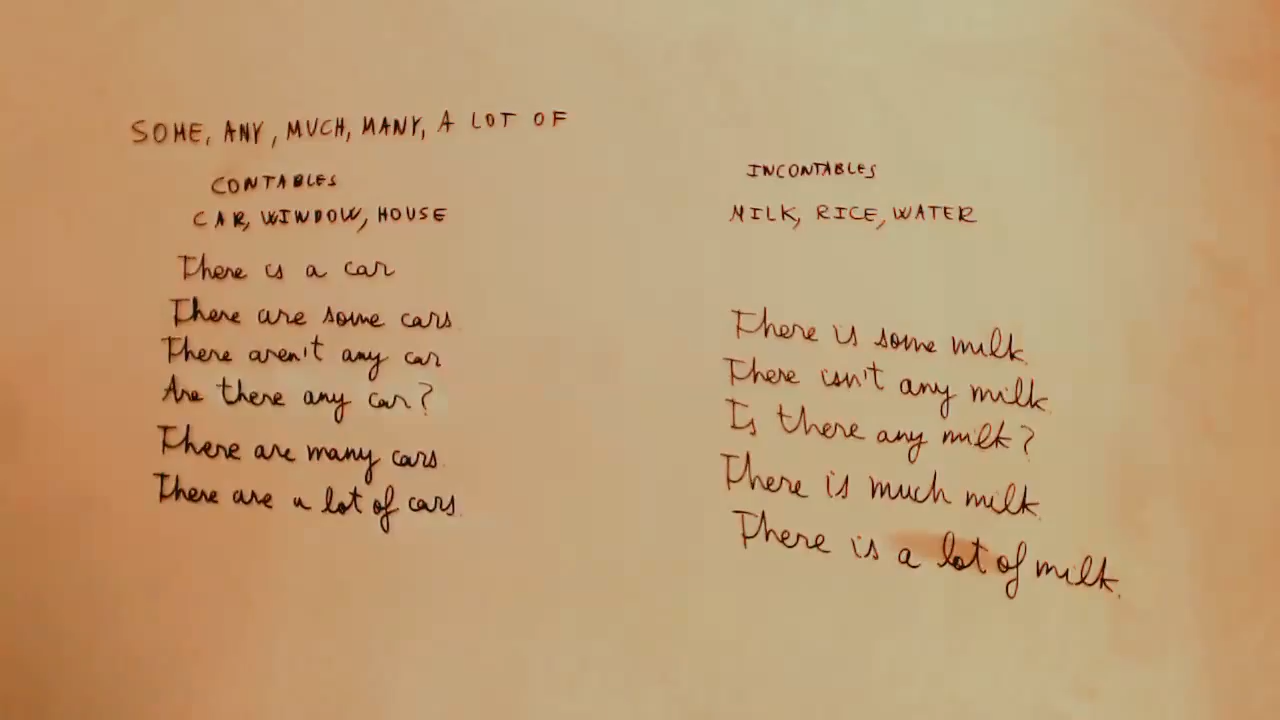 SOME, ANY, MUCH, MANY, A LOT OF
CONTABLES
CAR, WINDOW, HOUSE
There is a car
There are some cars.
There aren't any car
Are there any car?
There are many cars.
There are a lot of cars.
INCONTABLES
MILK, RICE, WATER
There is some milk.
There isn't any milk.
Is there any milk?
There is much milk.
There is a lot of milk.